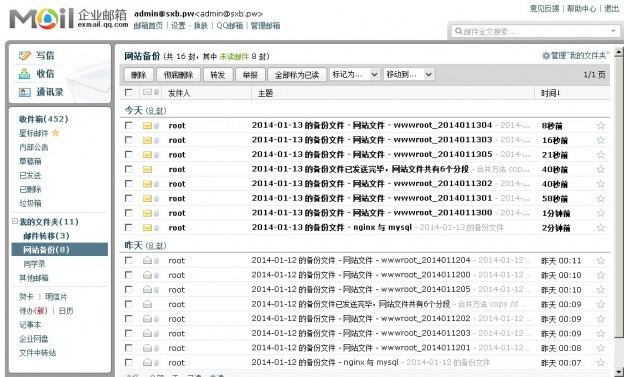 Mail 企业邮箱
exmail.qq.com
admin@sxb.pw<admin@sxb.pw>
邮箱首页 | 设置 - 换肤 | QQ邮箱 | 管理域名
意见反馈 | 帮助中心 | 退出
邮件全文搜索...
写信
收信
通讯录
收件箱(452)
星标邮件
内部公告
草稿箱
已发送
已删除
垃圾箱
我的文件夹(11)
邮件转移(3)
网站备份(8)
同学录
其他邮箱
贺卡 | 明信片
待办(新) | 日历
记事本
企业网盘
文件中转站
网站备份 (共 16 封，其中 未读邮件 8 封)
管理"我的文件夹"
删除 彻底删除 转发 举报 全部标为已读 标记为... 移动到...
1/1 页
发件人 主题 时间↓
今天 (8 封)
root 2014-01-13 的备份文件 - 网站文件 - wwwroot_2014011304 - 2014-... 8秒前
root 2014-01-13 的备份文件 - 网站文件 - wwwroot_2014011303 - 2014-... 16秒前
root 2014-01-13 的备份文件 - 网站文件 - wwwroot_2014011305 - 2014-... 21秒前
root 2014-01-13 的备份文件已发送完毕，网站文件共有6个分段 - 合并方法 copy... 40秒前
root 2014-01-13 的备份文件 - 网站文件 - wwwroot_2014011302 - 2014-... 40秒前
root 2014-01-13 的备份文件 - 网站文件 - wwwroot_2014011301 - 2014-... 58秒前
root 2014-01-13 的备份文件 - 网站文件 - wwwroot_2014011300 - 2014-... 1分钟前
root 2014-01-13 的备份文件 - nginx 与 mysql - 2014-01-13 的备份文件 2分钟前
昨天 (8 封)
root 2014-01-12 的备份文件 - 网站文件 - wwwroot_2014011204 - 2014-01-12 ... 昨天 00:11
root 2014-01-12 的备份文件 - 网站文件 - wwwroot_2014011205 - 2014-01-12 ... 昨天 00:10
root 2014-01-12 的备份文件 - 网站文件 - wwwroot_2014011200 - 2014-01-12 ... 昨天 00:09
root 2014-01-12 的备份文件已发送完毕，网站文件共有6个分段 - 合并方法 copy /d... 昨天 00:09
root 2014-01-12 的备份文件 - 网站文件 - wwwroot_2014011202 - 2014-01-12 ... 昨天 00:09
root 2014-01-12 的备份文件 - 网站文件 - wwwroot_2014011203 - 2014-01-12 ... 昨天 00:09
root 2014-01-12 的备份文件 - 网站文件 - wwwroot_2014011201 - 2014-01-12 ... 昨天 00:08
root 2014-01-12 的备份文件 - nginx 与 mysql - 2014-01-12 的备份文件 昨天 00:07